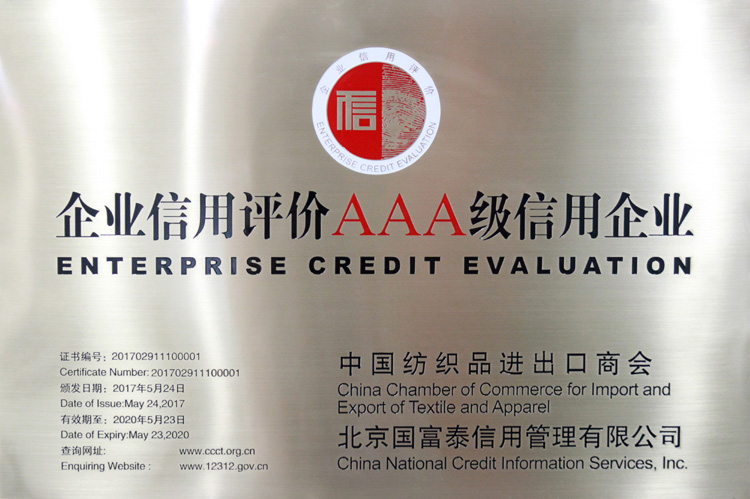 企业信用评价
信
ENTERPRISE CREDIT EVALUATION
企业信用评价AAA级信用企业
ENTERPRISE CREDIT EVALUATION
证书编号：201702911100001
Certificate Number: 201702911100001
颁发日期：2017年5月24日
Date of Issue:May 24,2017
有效期至：2020年5月23日
Date of Expiry:May 23,2020
查询网址： www.ccct.org.cn
Enquiring Website : www.12312.gov.cn
中国纺织品进出口商会
China Chamber of Commerce for Import and
Export of Textile and Apparel
北京国富泰信用管理有限公司
China National Credit Information Services, Inc.